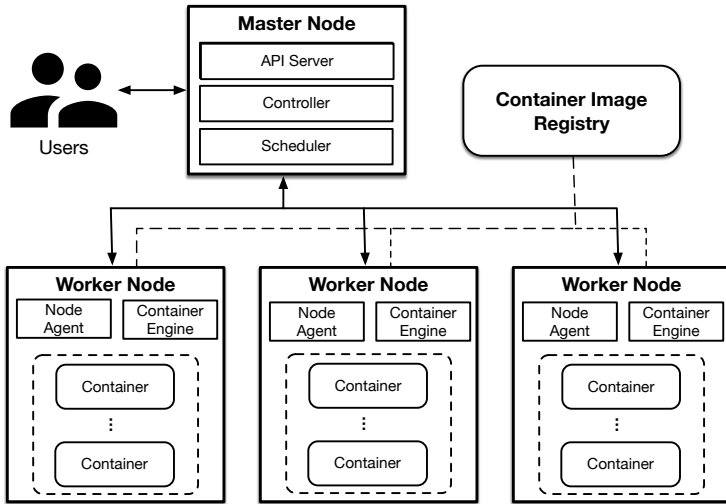 Master Node
API Server
Controller
Scheduler
Users
Container Image
Registry
Worker Node
Node
Agent
Container
Engine
Container
...
Container
Worker Node
Node
Agent
Container
Engine
Container
...
Container
Worker Node
Node
Agent
Container
Engine
Container
...
Container